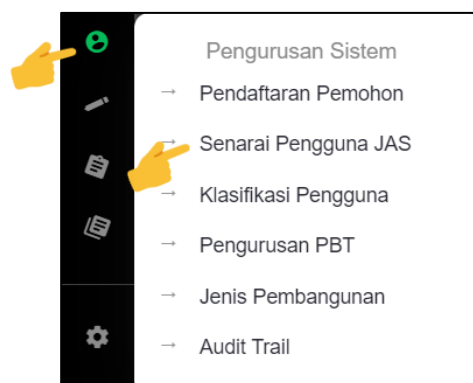 Pengurusan Sistem
Pendaftaran Pemohon
Senarai Pengguna JAS
Klasifikasi Pengguna
Pengurusan PBT
Jenis Pembangunan
Audit Trail